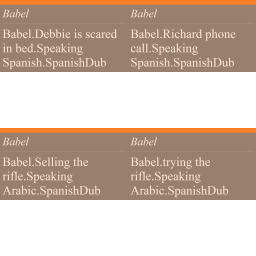 Babel
Babel.Debbie is scared
in bed.Speaking
Spanish.SpanishDub
Babel
Babel.Richard phone
call.Speaking
Spanish.SpanishDub
Babel
Babel.Selling the
rifle.Speaking
Arabic.SpanishDub
Babel
Babel.trying the
rifle.Speaking
Arabic.SpanishDub